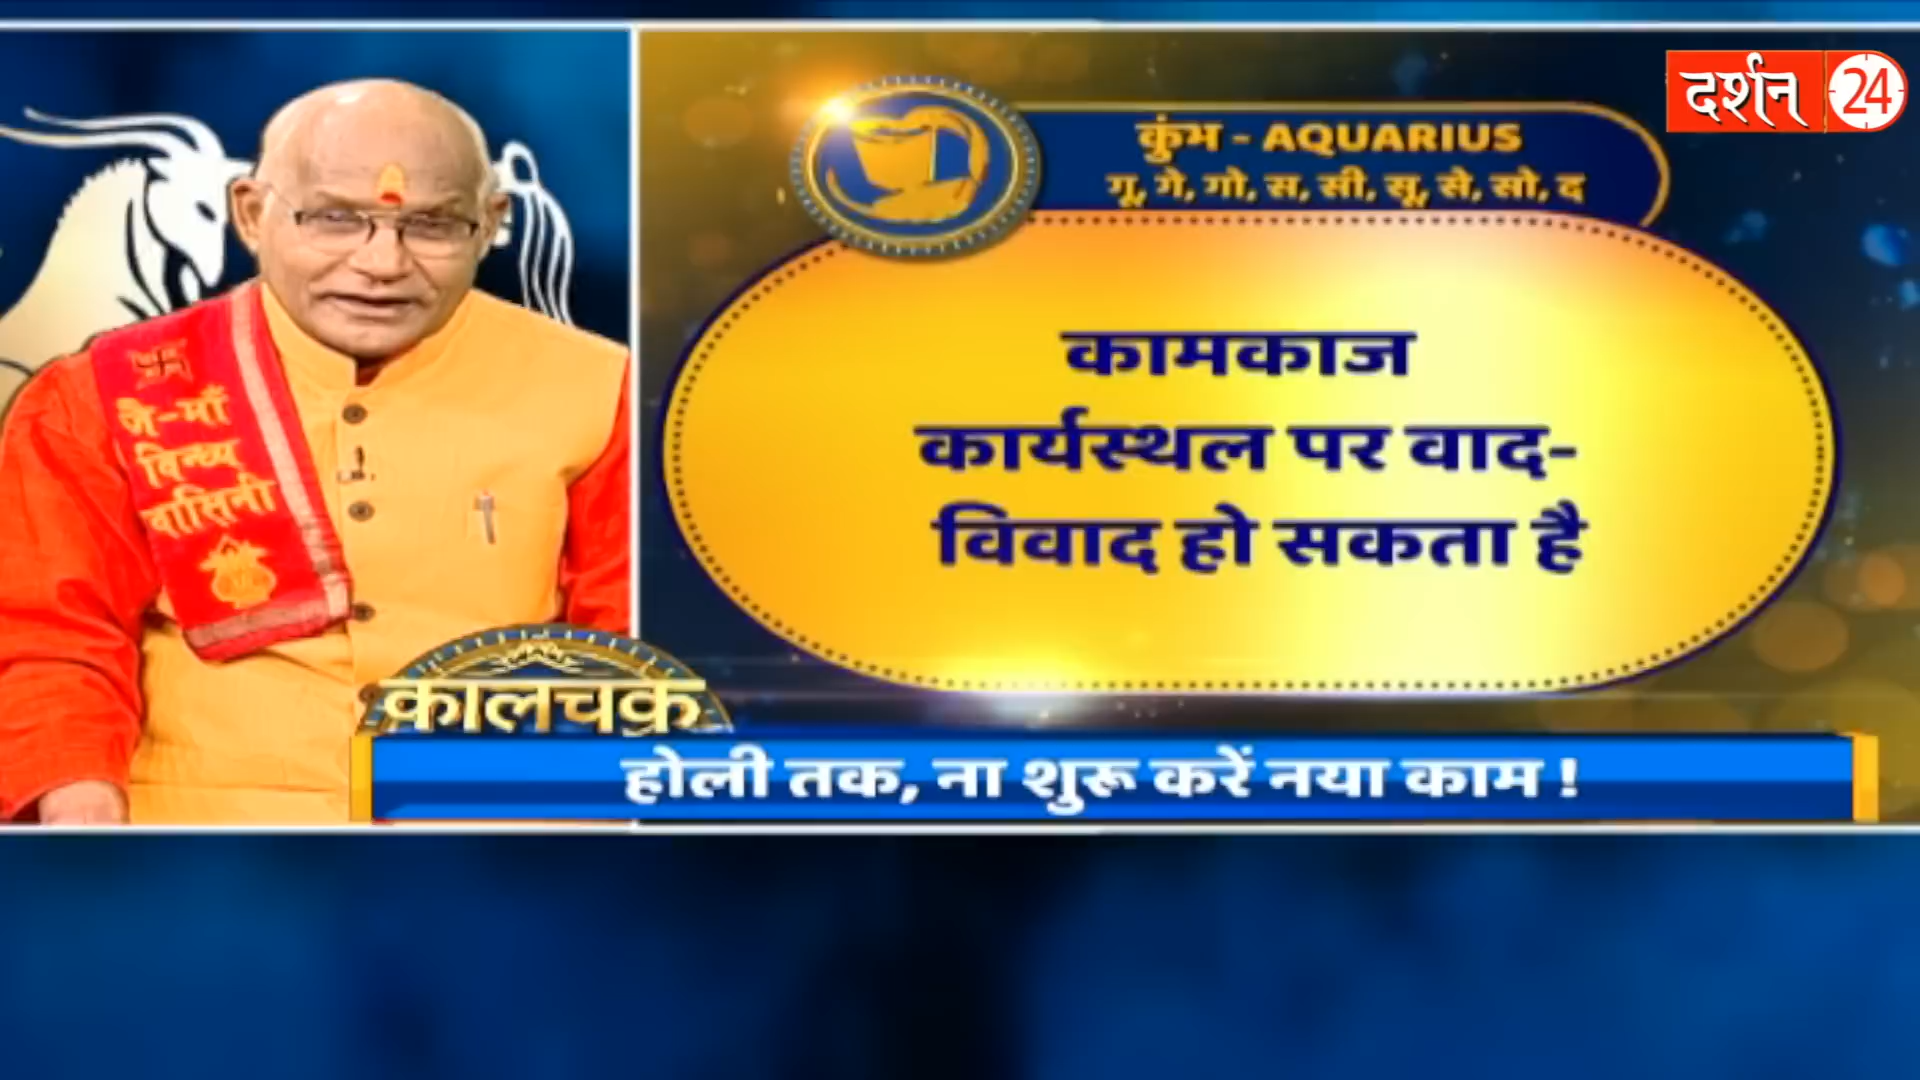 दर्शन 24
कुंभ - AQUARIUS
गू, गे, गो, स, सी, सू, से, सो, द
कामकाज
कार्यस्थल पर वाद-
विवाद हो सकता है
जै-माँ
विन्ध्य
वासिनी
कालचक्र
होली तक, ना शुरू करें नया काम !